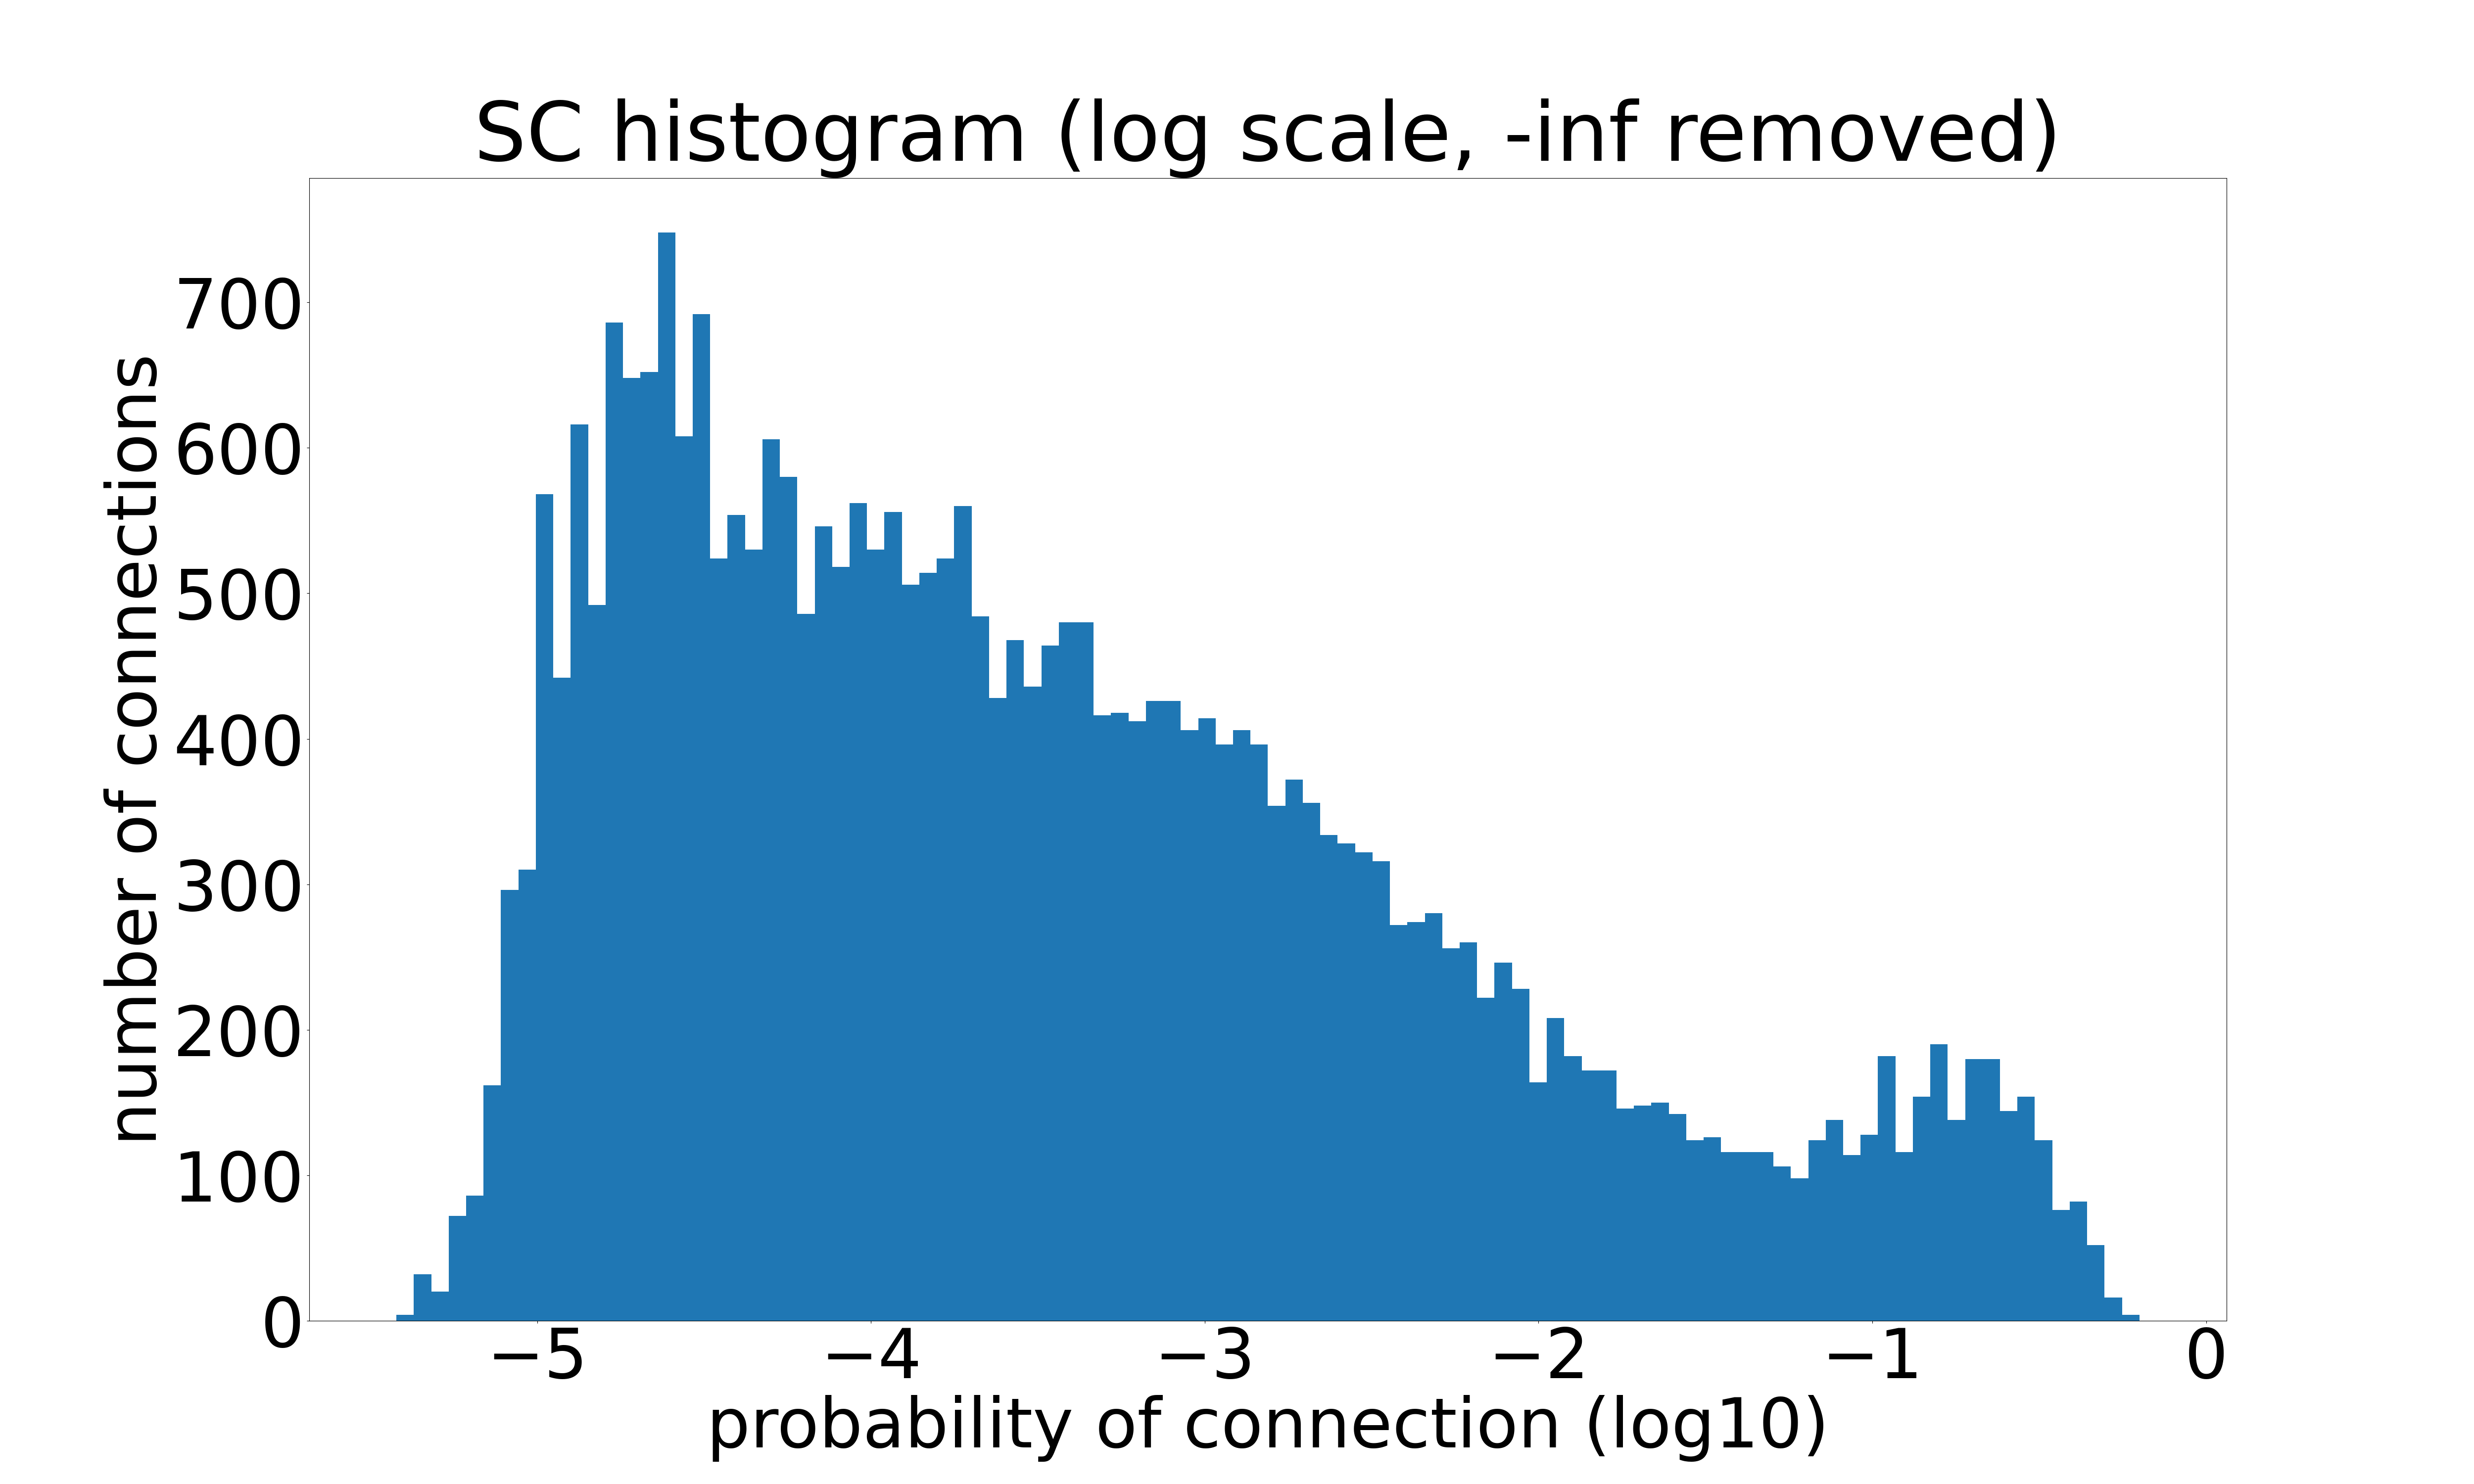 SC histogram (log scale, -inf removed)
number of connections
700
600
500
400
300
200
100
0
−5 −4 −3 −2 −1 0
probability of connection (log10)